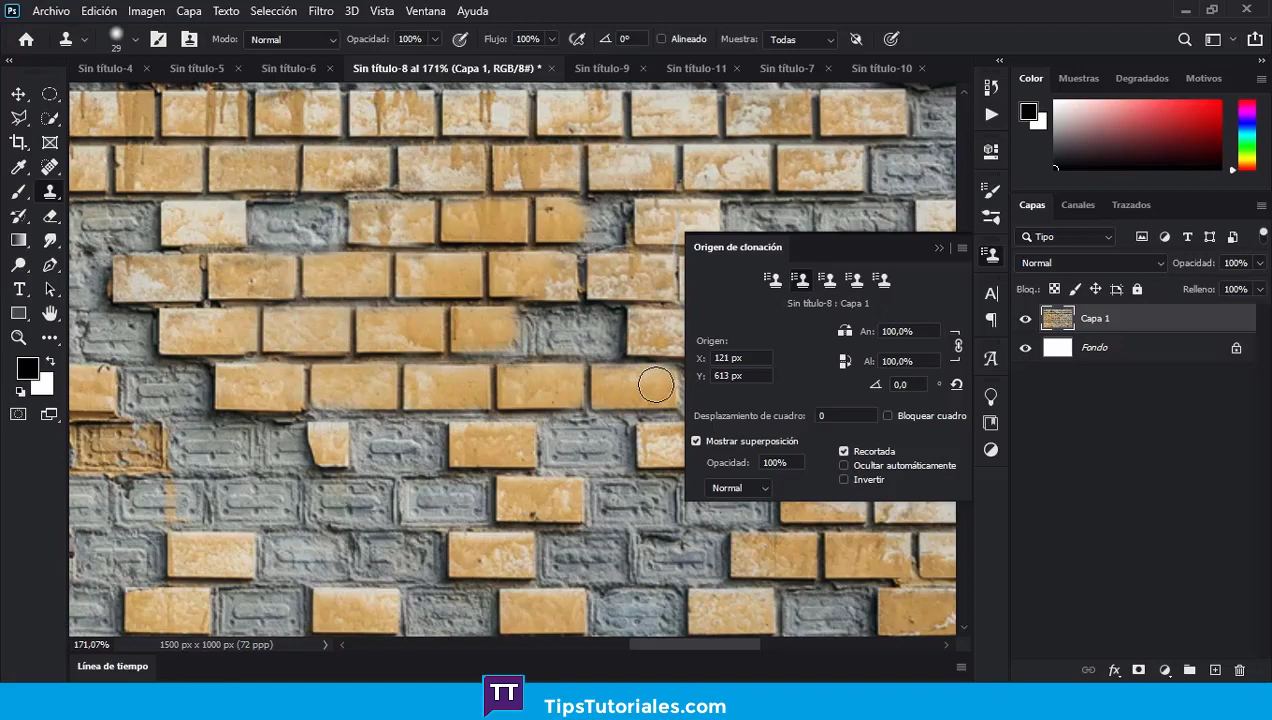 Ps Archivo Edición Imagen Capa Texto Selección Filtro 3D Vista Ventana Ayuda
29 Modo: Normal Opacidad: 100% Flujo: 100% 0° Alineado Muestra: Todas
Sin título-4 × Sin título-5 × Sin título-6 × Sin título-8 al 171% (Capa 1, RGB/8#) * × Sin título-9 × Sin título-11 × Sin título-7 × Sin título-10 ×
Color Muestras Degradados Motivos
Capas Canales Trazados
Tipo
Normal Opacidad: 100%
Bloq.: Relleno: 100%
Capa 1
Fondo
Origen de clonación
Sin título-8 : Capa 1
Origen:
X: 121 px
Y: 613 px
An: 100,0%
Al: 100,0%
0,0 °
Desplazamiento de cuadro: 0 Bloquear cuadro
Mostrar superposición
Opacidad: 100%
Normal
Recortada
Ocultar automáticamente
Invertir
171,07% 1500 px x 1000 px (72 ppp)
Línea de tiempo
TT TipsTutoriales.com